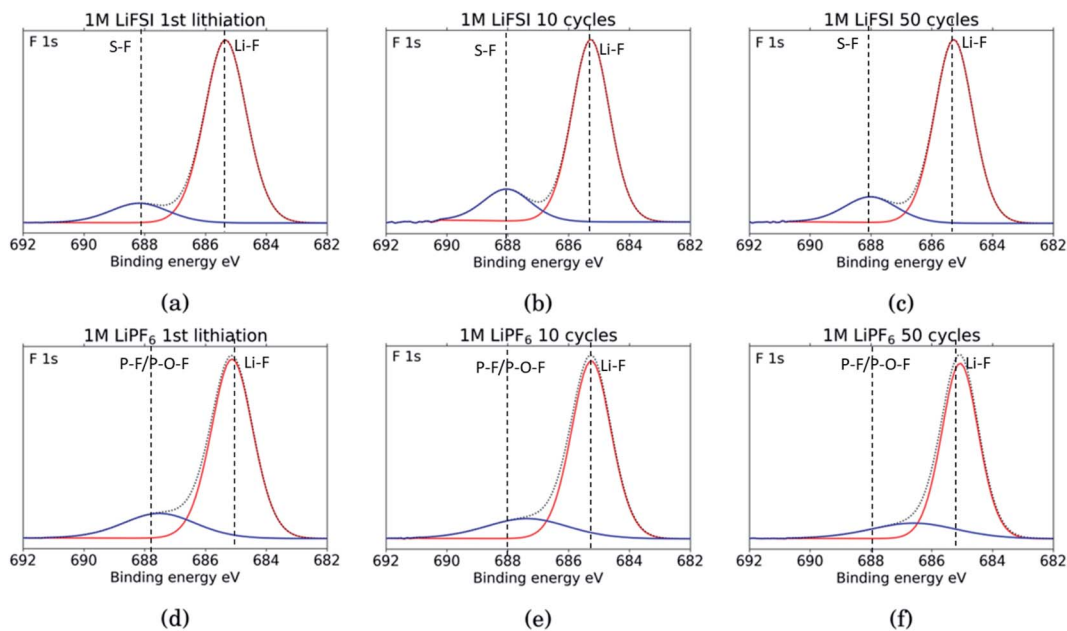 1M LiFSI 1st lithiation
F 1s
S-F
Li-F
692 690 688 686 684 682
Binding energy eV
(a)
1M LiFSI 10 cycles
F 1s
S-F
Li-F
692 690 688 686 684 682
Binding energy eV
(b)
1M LiFSI 50 cycles
F 1s
S-F
Li-F
692 690 688 686 684 682
Binding energy eV
(c)
1M LiPF₆ 1st lithiation
F 1s
P-F/P-O-F
Li-F
692 690 688 686 684 682
Binding energy eV
(d)
1M LiPF₆ 10 cycles
F 1s
P-F/P-O-F
Li-F
692 690 688 686 684 682
Binding energy eV
(e)
1M LiPF₆ 50 cycles
F 1s
P-F/P-O-F
Li-F
692 690 688 686 684 682
Binding energy eV
(f)